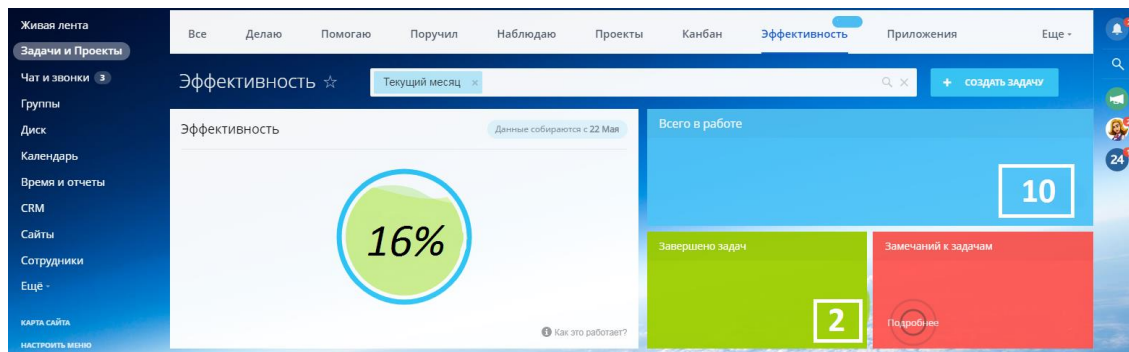 Живая лента
Задачи и Проекты
Чат и звонки 3
Группы
Диск
Календарь
Время и отчеты
CRM
Сайты
Сотрудники
Ещё -
КАРТА САЙТА
НАСТРОИТЬ МЕНЮ
Все Делаю Помогаю Поручил Наблюдаю Проекты Канбан Эффективность Приложения Еще -
Эффективность ☆ Текущий месяц × × + СОЗДАТЬ ЗАДАЧУ
Эффективность Данные собираются с 22 Мая
16%
Как это работает?
Всего в работе
10
Завершено задач
2
Замечаний к задачам
Подробнее
24